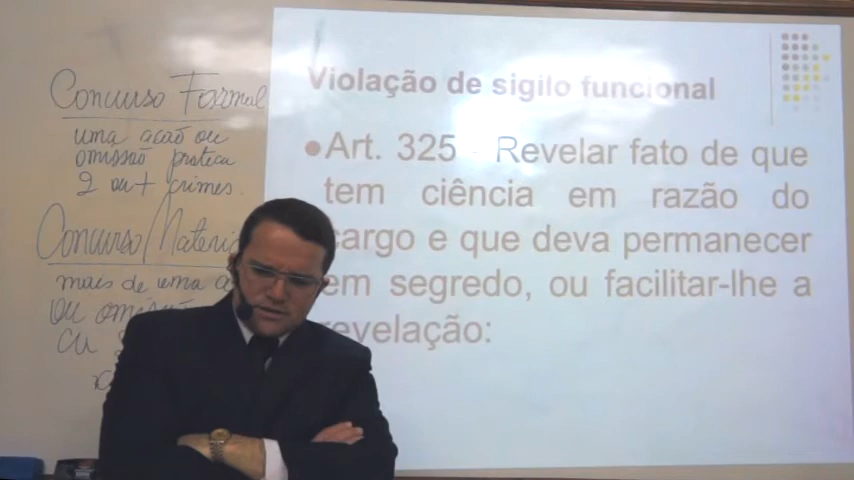 Concurso Formal
uma ação ou
omissão pratica
2 ou + crimes.
Concurso Materia
mais de uma a
ou omissã
Violação de sigilo funcional
Art. 325 - Revelar fato de que
tem ciência em razão do
cargo e que deva permanecer
em segredo, ou facilitar-lhe a
revelação: